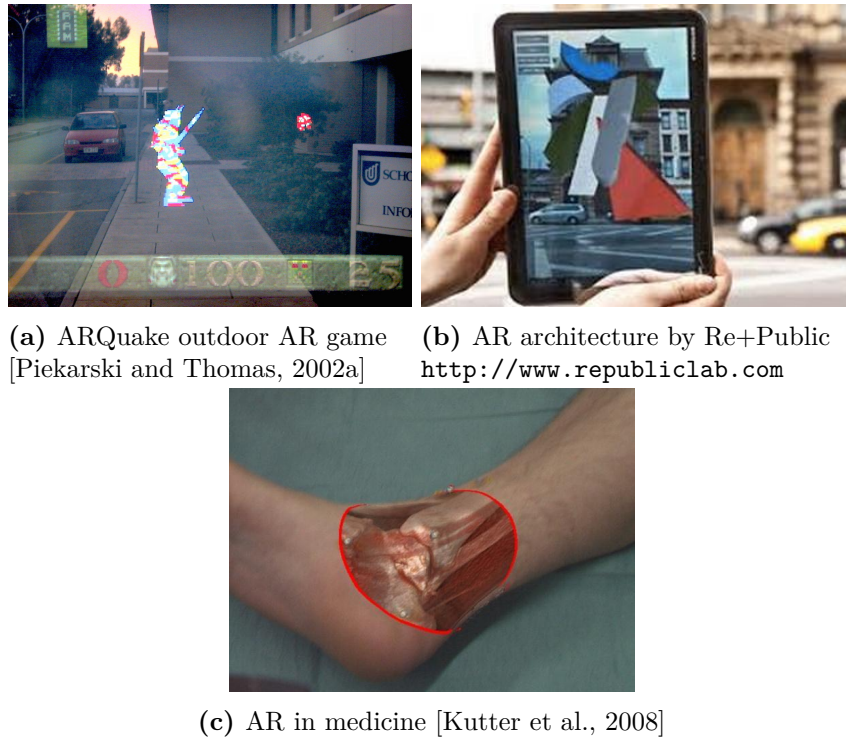 SCHO
INFO
0 100 25
(a) ARQuake outdoor AR game
[Piekarski and Thomas, 2002a]
(b) AR architecture by Re+Public
http://www.republiclab.com
(c) AR in medicine [Kutter et al., 2008]